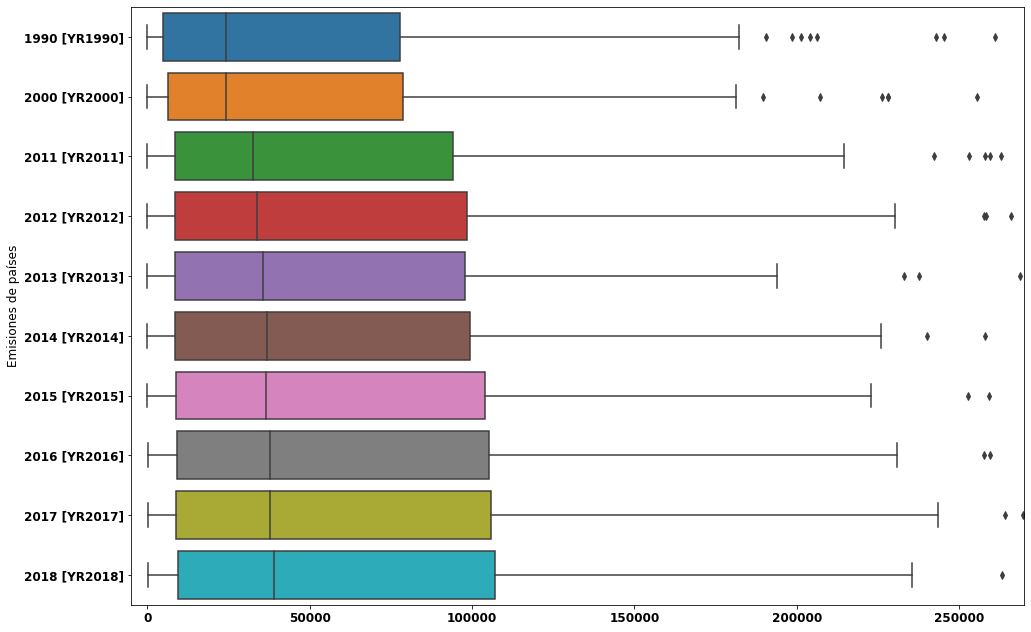 Emisiones de países
1990 [YR1990]
2000 [YR2000]
2011 [YR2011]
2012 [YR2012]
2013 [YR2013]
2014 [YR2014]
2015 [YR2015]
2016 [YR2016]
2017 [YR2017]
2018 [YR2018]
0 50000 100000 150000 200000 250000